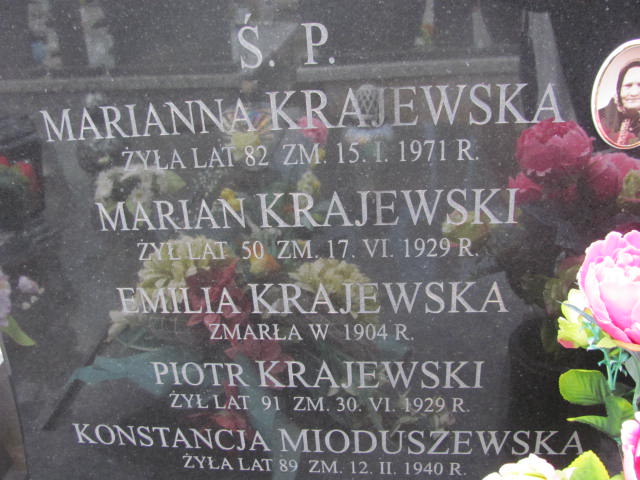 Ś. P.
MARIANNA KRAJEWSKA
ŻYŁA LAT 82 ZM. 15. I. 1971 R.
MARIAN KRAJEWSKI
ŻYŁ LAT 50 ZM. 17. VI. 1929 R.
EMILIA KRAJEWSKA
ZMARŁA W 1904 R.
PIOTR KRAJEWSKI
ŻYŁ LAT 91 ZM. 30. VI. 1929 R.
KONSTANCJA MIODUSZEWSKA
ŻYŁA LAT 89 ZM. 12. II. 1940 R.